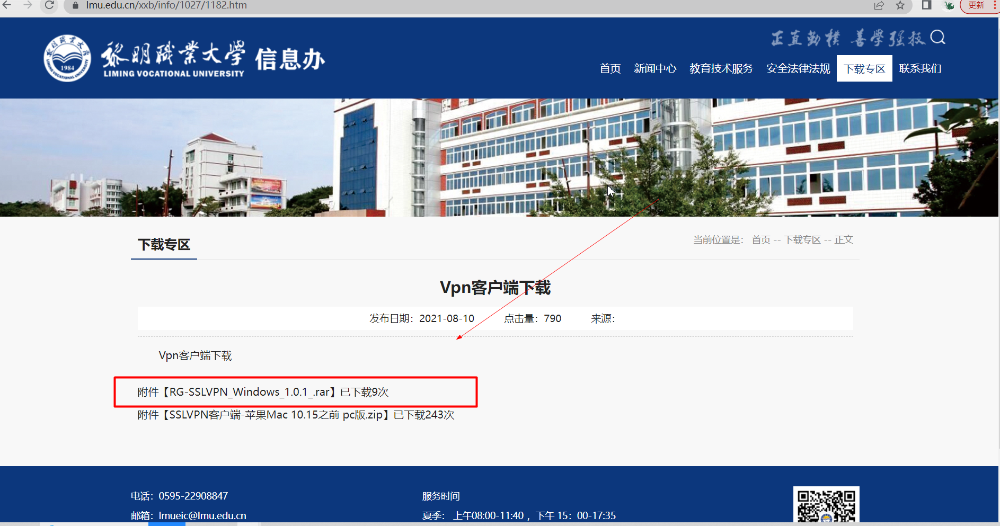 lmu.edu.cn/xxb/info/1027/1182.htm
更新
正直勤樸 善學强技
1984
LIMING VOCATIONAL UNIVERSITY
黎明職業大學 信息办
LIMING VOCATIONAL UNIVERSITY
首页 新闻中心 教育技术服务 安全法律法规 下载专区 联系我们
下载专区
当前位置是： 首页 -- 下载专区 -- 正文
Vpn客户端下载
发布日期：2021-08-10 点击量：790 来源：
Vpn客户端下载
附件【RG-SSLVPN_Windows_1.0.1_.rar】已下载9次
附件【SSLVPN客户端-苹果Mac 10.15之前 pc版.zip】已下载243次
电话：0595-22908847
服务时间
邮箱：lmueic@lmu.edu.cn
夏季： 上午08:00-11:40 ，下午 15：00-17:35